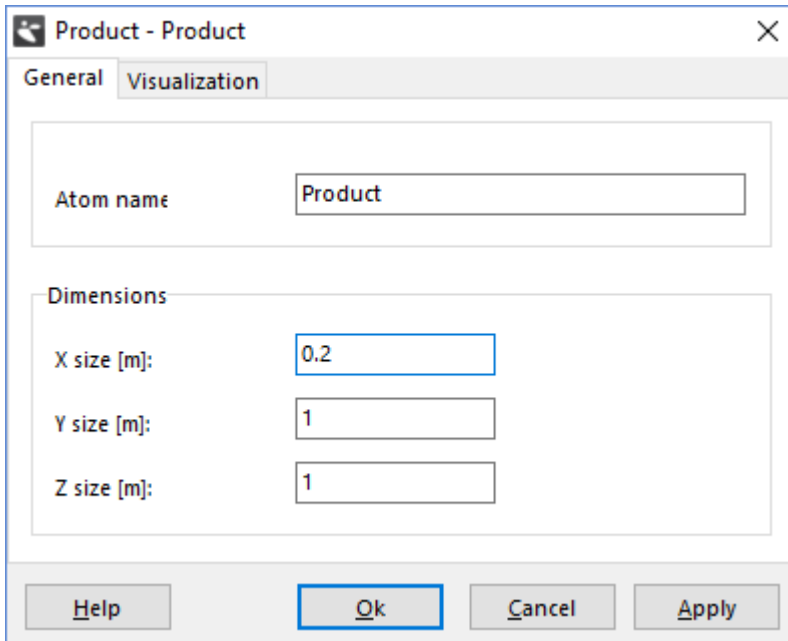 Product - Product
General Visualization
Atom name Product
Dimensions
X size [m]: 0.2
Y size [m]: 1
Z size [m]: 1
Help Ok Cancel Apply